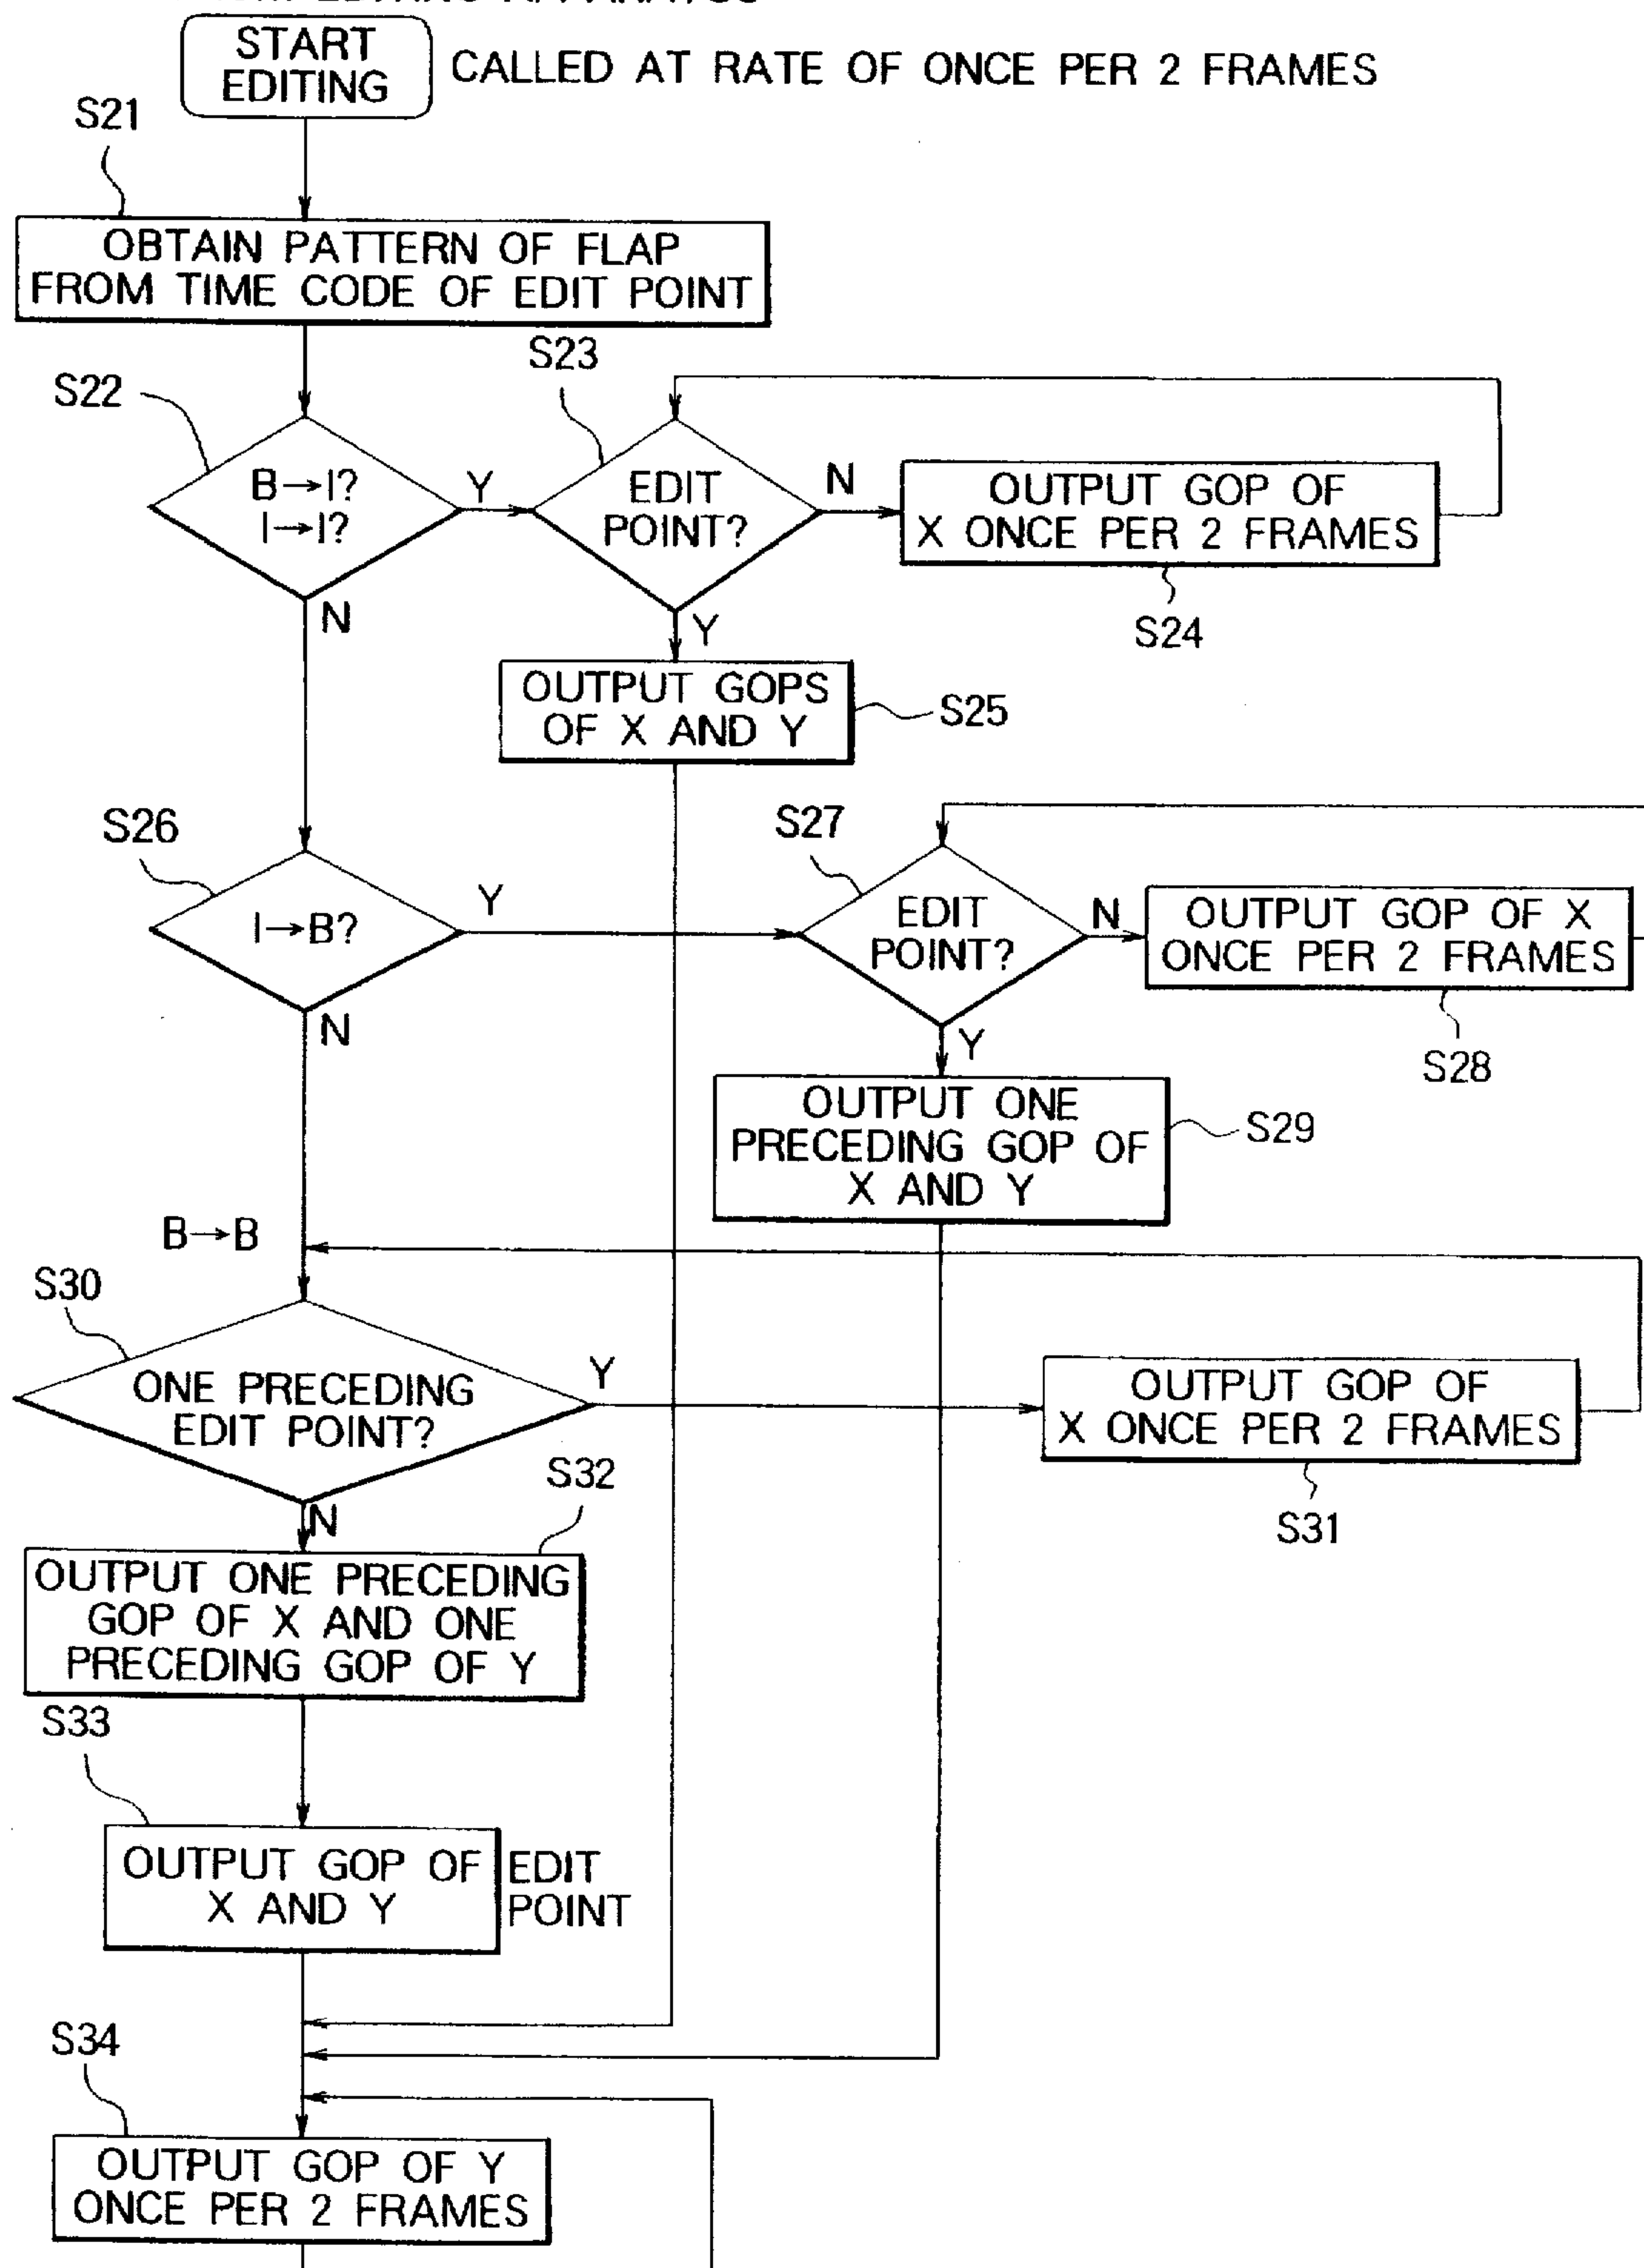 START
EDITING
CALLED AT RATE OF ONCE PER 2 FRAMES
S21
OBTAIN PATTERN OF FLAP
FROM TIME CODE OF EDIT POINT
S22
B→I?
I→I?
Y
N
S23
EDIT
POINT?
N
Y
OUTPUT GOP OF
X ONCE PER 2 FRAMES
S24
OUTPUT GOPS
OF X AND Y
S25
S26
I→B?
Y
N
S27
EDIT
POINT?
N
Y
OUTPUT GOP OF X
ONCE PER 2 FRAMES
S28
OUTPUT ONE
PRECEDING GOP OF
X AND Y
S29
B→B
S30
ONE PRECEDING
EDIT POINT?
Y
N
OUTPUT GOP OF
X ONCE PER 2 FRAMES
S31
S32
OUTPUT ONE PRECEDING
GOP OF X AND ONE
PRECEDING GOP OF Y
S33
OUTPUT GOP OF
X AND Y
EDIT
POINT
S34
OUTPUT GOP OF Y
ONCE PER 2 FRAMES